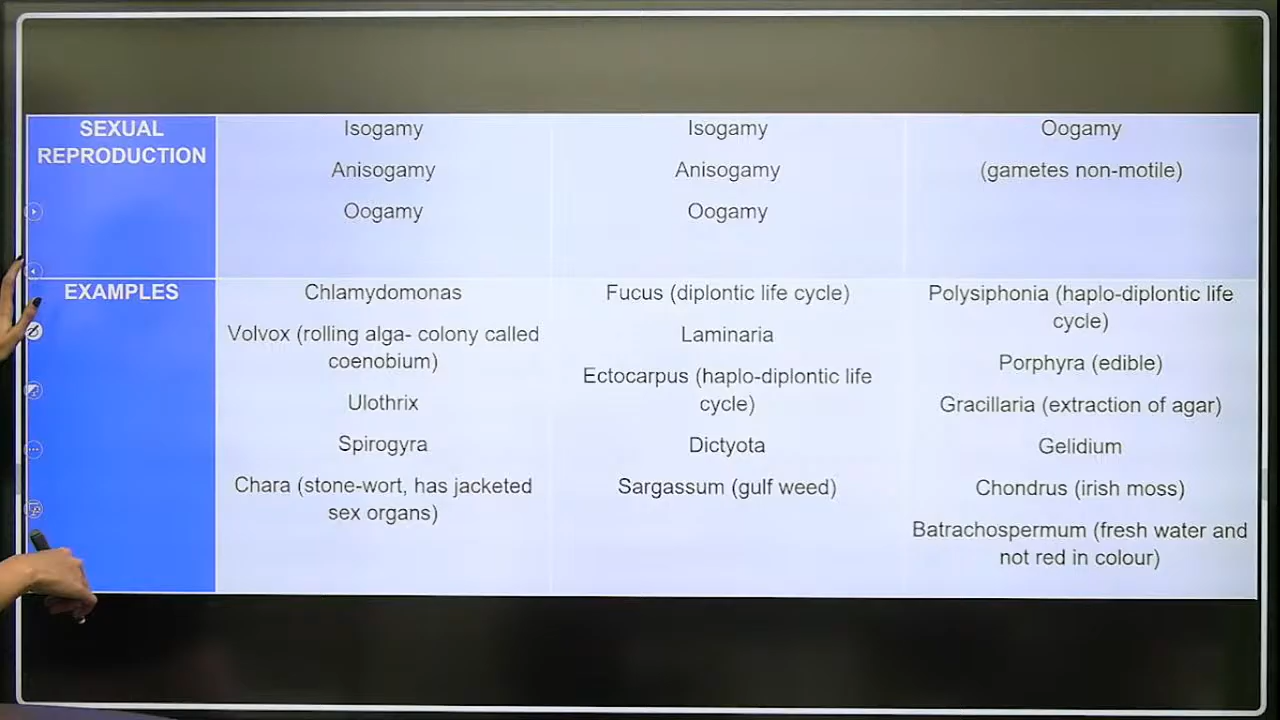 SEXUAL
REPRODUCTION
Isogamy
Anisogamy
Oogamy
Isogamy
Anisogamy
Oogamy
Oogamy
(gametes non-motile)
EXAMPLES
Chlamydomonas
Volvox (rolling alga- colony called
coenobium)
Ulothrix
Spirogyra
Chara (stone-wort, has jacketed
sex organs)
Fucus (diplontic life cycle)
Laminaria
Ectocarpus (haplo-diplontic life
cycle)
Dictyota
Sargassum (gulf weed)
Polysiphonia (haplo-diplontic life
cycle)
Porphyra (edible)
Gracillaria (extraction of agar)
Gelidium
Chondrus (irish moss)
Batrachospermum (fresh water and
not red in colour)